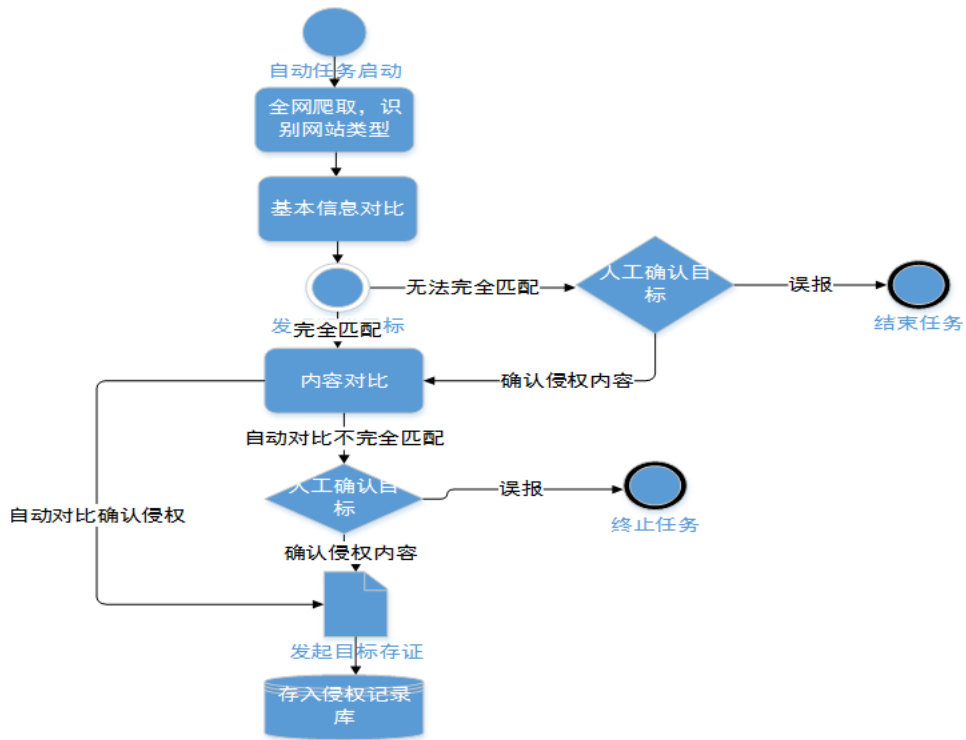 自动任务启动
全网爬取，识
别网站类型
基本信息对比
无法完全匹配
人工确认目
标
误报
结束任务
发
标
完全匹配
内容对比
确认侵权内容
自动对比不完全匹配
人工确认目
标
误报
终止任务
自动对比确认侵权
确认侵权内容
发起目标存证
存入侵权记录
库